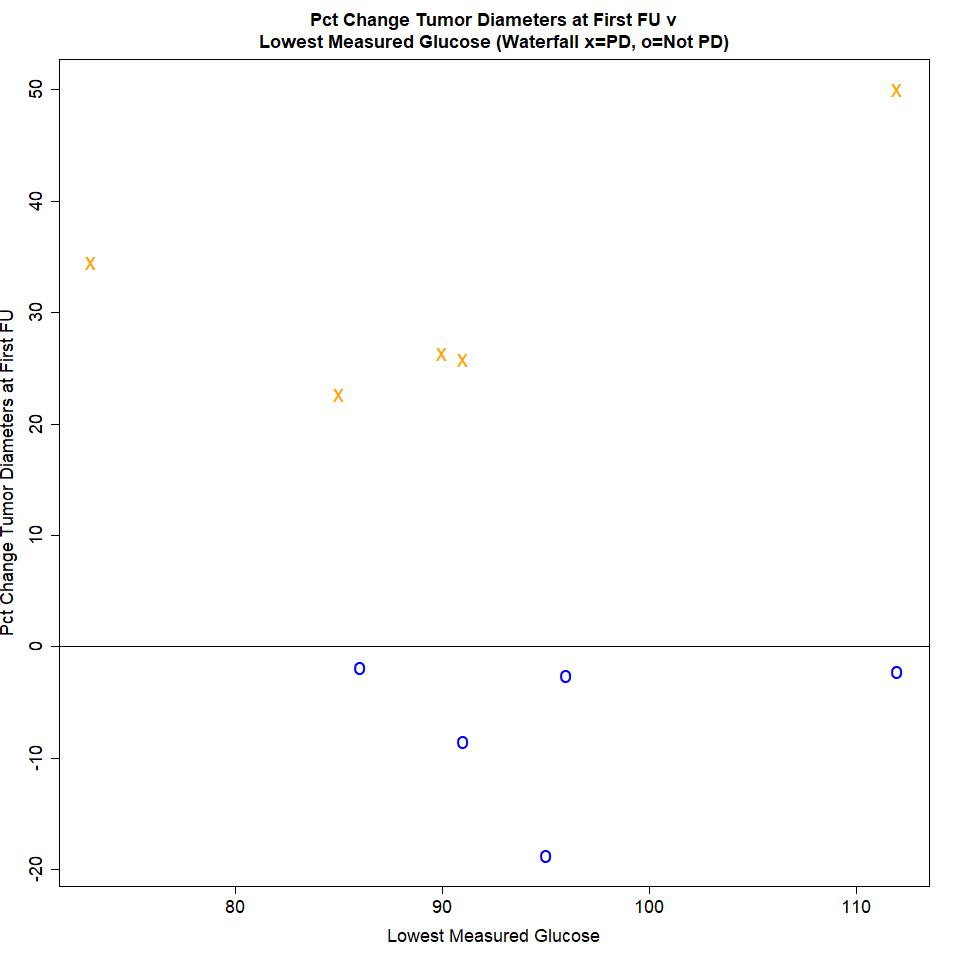 Pct Change Tumor Diameters at First FU v
Lowest Measured Glucose (Waterfall x=PD, o=Not PD)
Pct Change Tumor Diameters at First FU
50
40
30
20
10
0
-10
-20
x
x
x
x
x
o
o
o
o
o
80
90
100
110
Lowest Measured Glucose